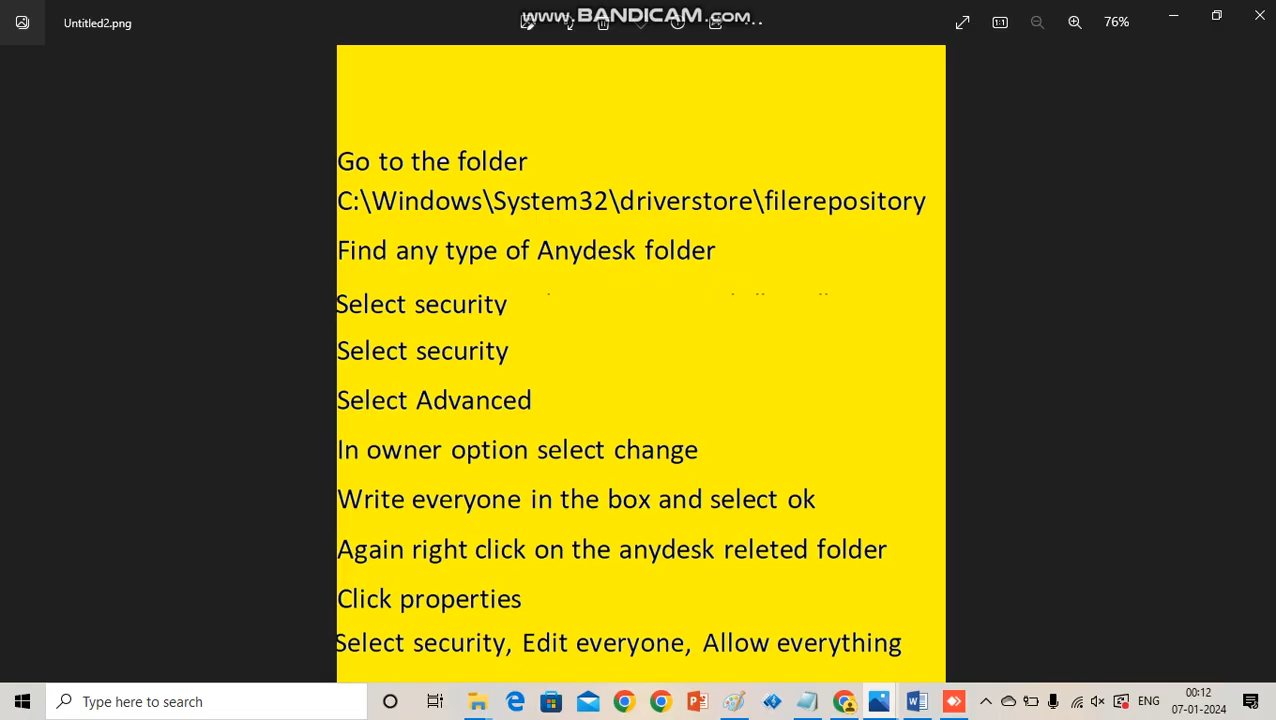 Untitled2.png
www.BANDICAM.com
76%
Go to the folder
C:\Windows\System32\driverstore\filerepository
Find any type of Anydesk folder
Select security
Select security
Select Advanced
In owner option select change
Write everyone in the box and select ok
Again right click on the anydesk releted folder
Click properties
Select security, Edit everyone, Allow everything
Type here to search
ENG
00:12
07-01-2024